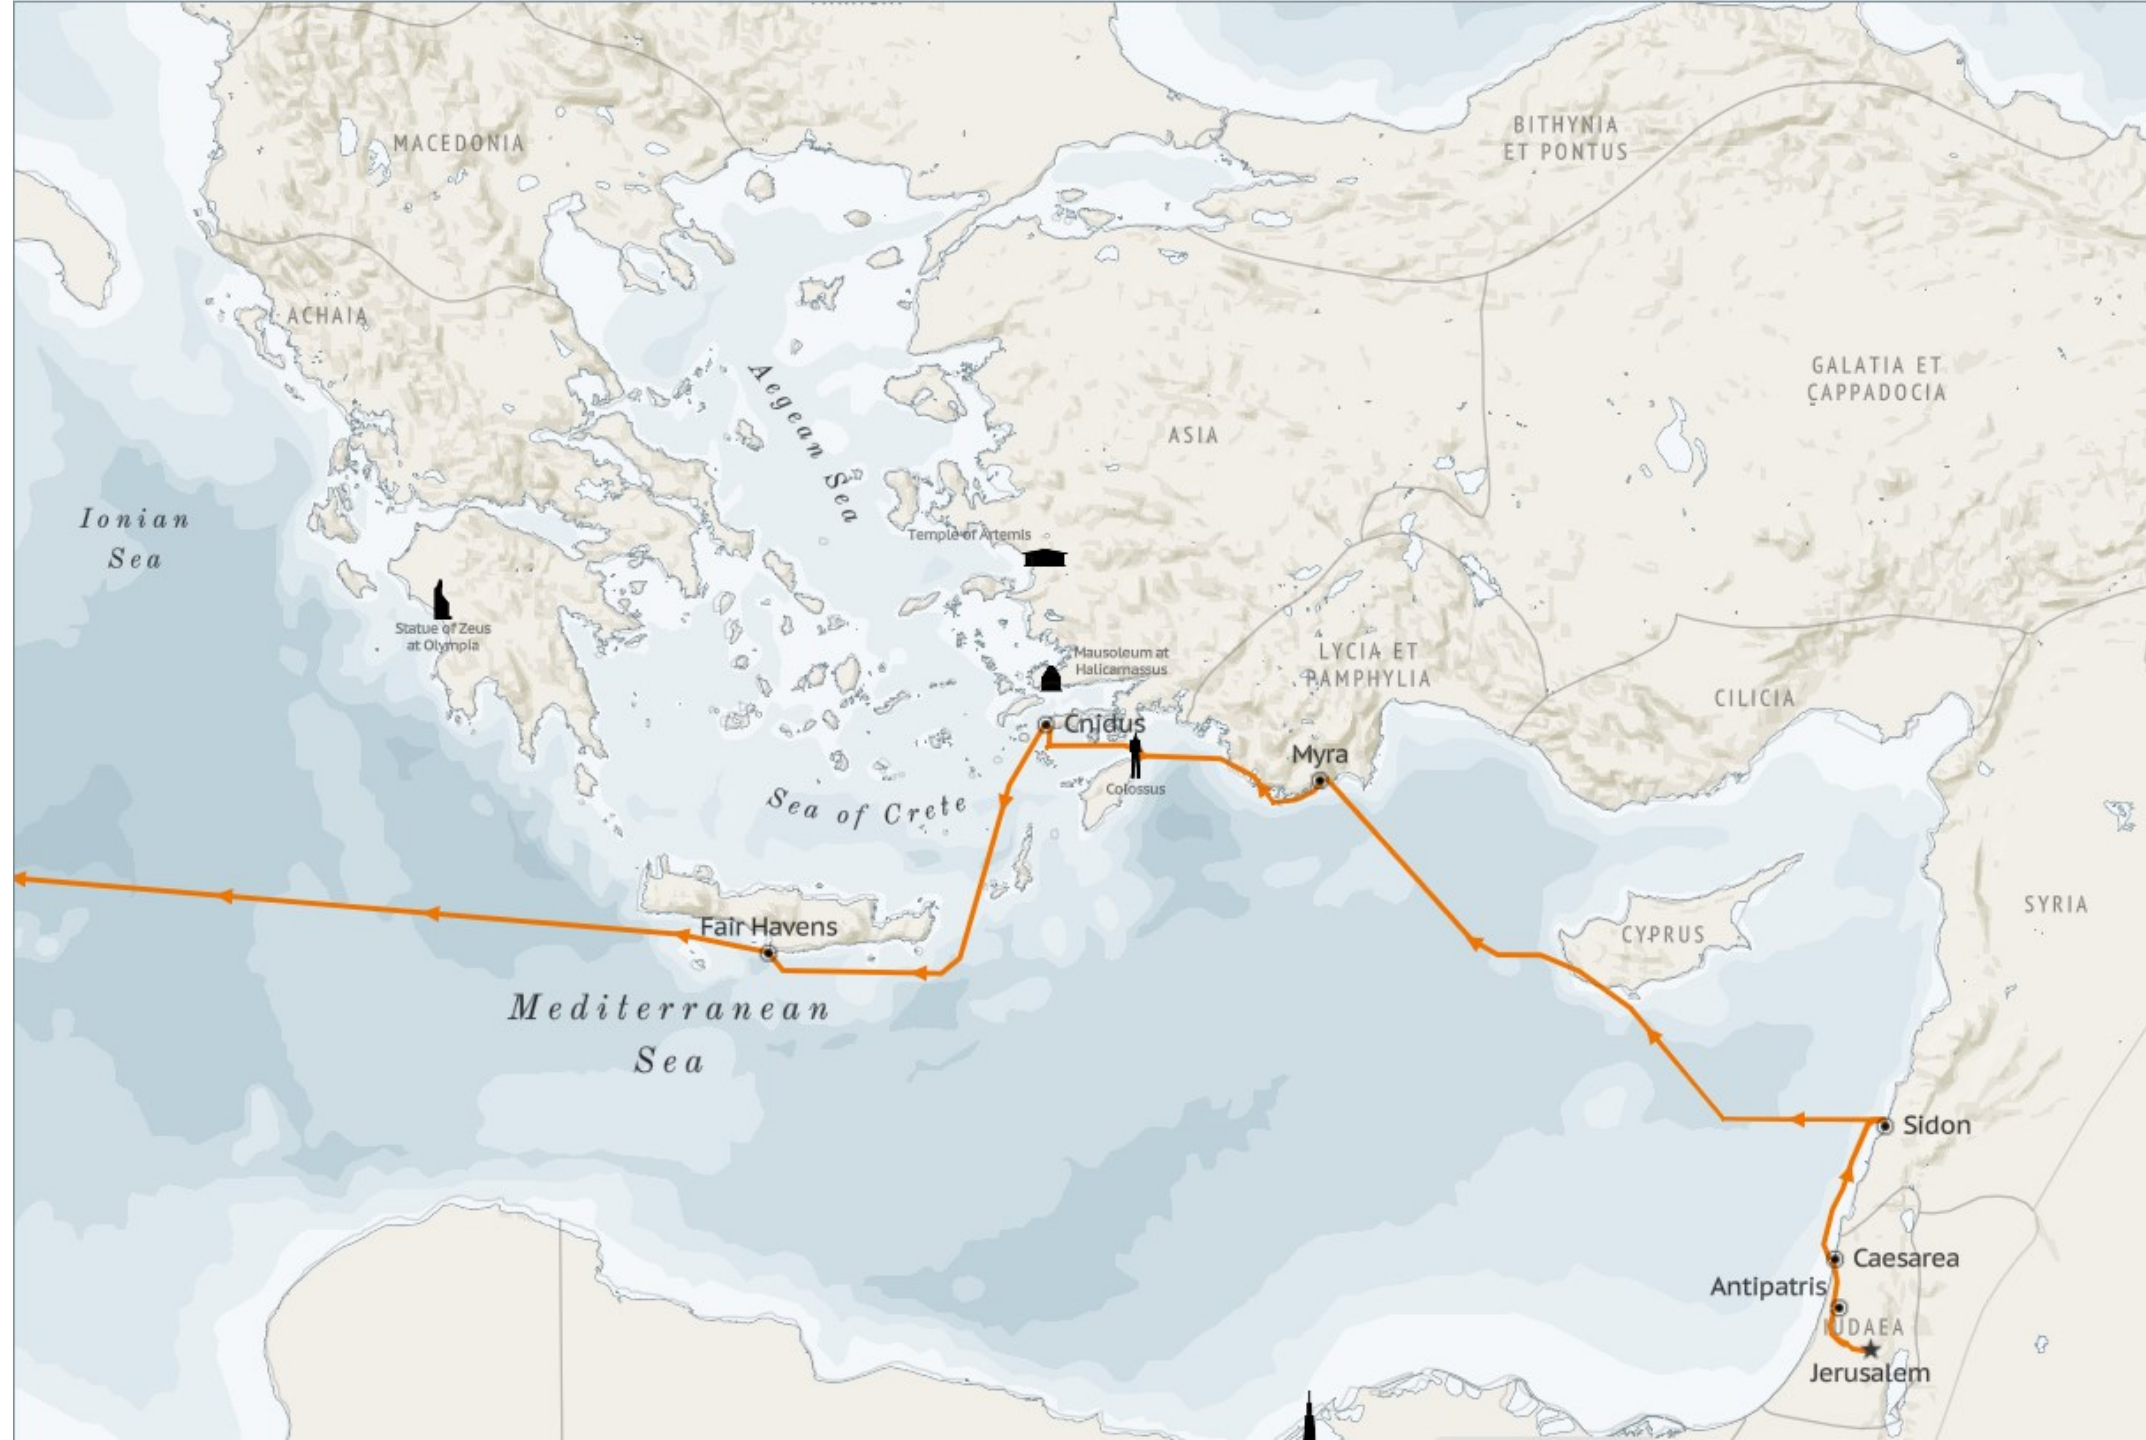 MACEDONIA
BITHYNIA
ET PONTUS
ACHAIA
Aegean Sea
ASIA
GALATIA ET
CAPPADOCIA
Ionian
Sea
Temple of Artemis
Statue of Zeus
at Olympia
Mausoleum at
Halicarnassus
LYCIA ET
PAMPHYLIA
CILICIA
Cnidus
Myra
Colossus
Sea of Crete
SYRIA
CYPRUS
Fair Havens
Mediterranean
Sea
Sidon
Caesarea
Antipatris
IUDAEA
Jerusalem